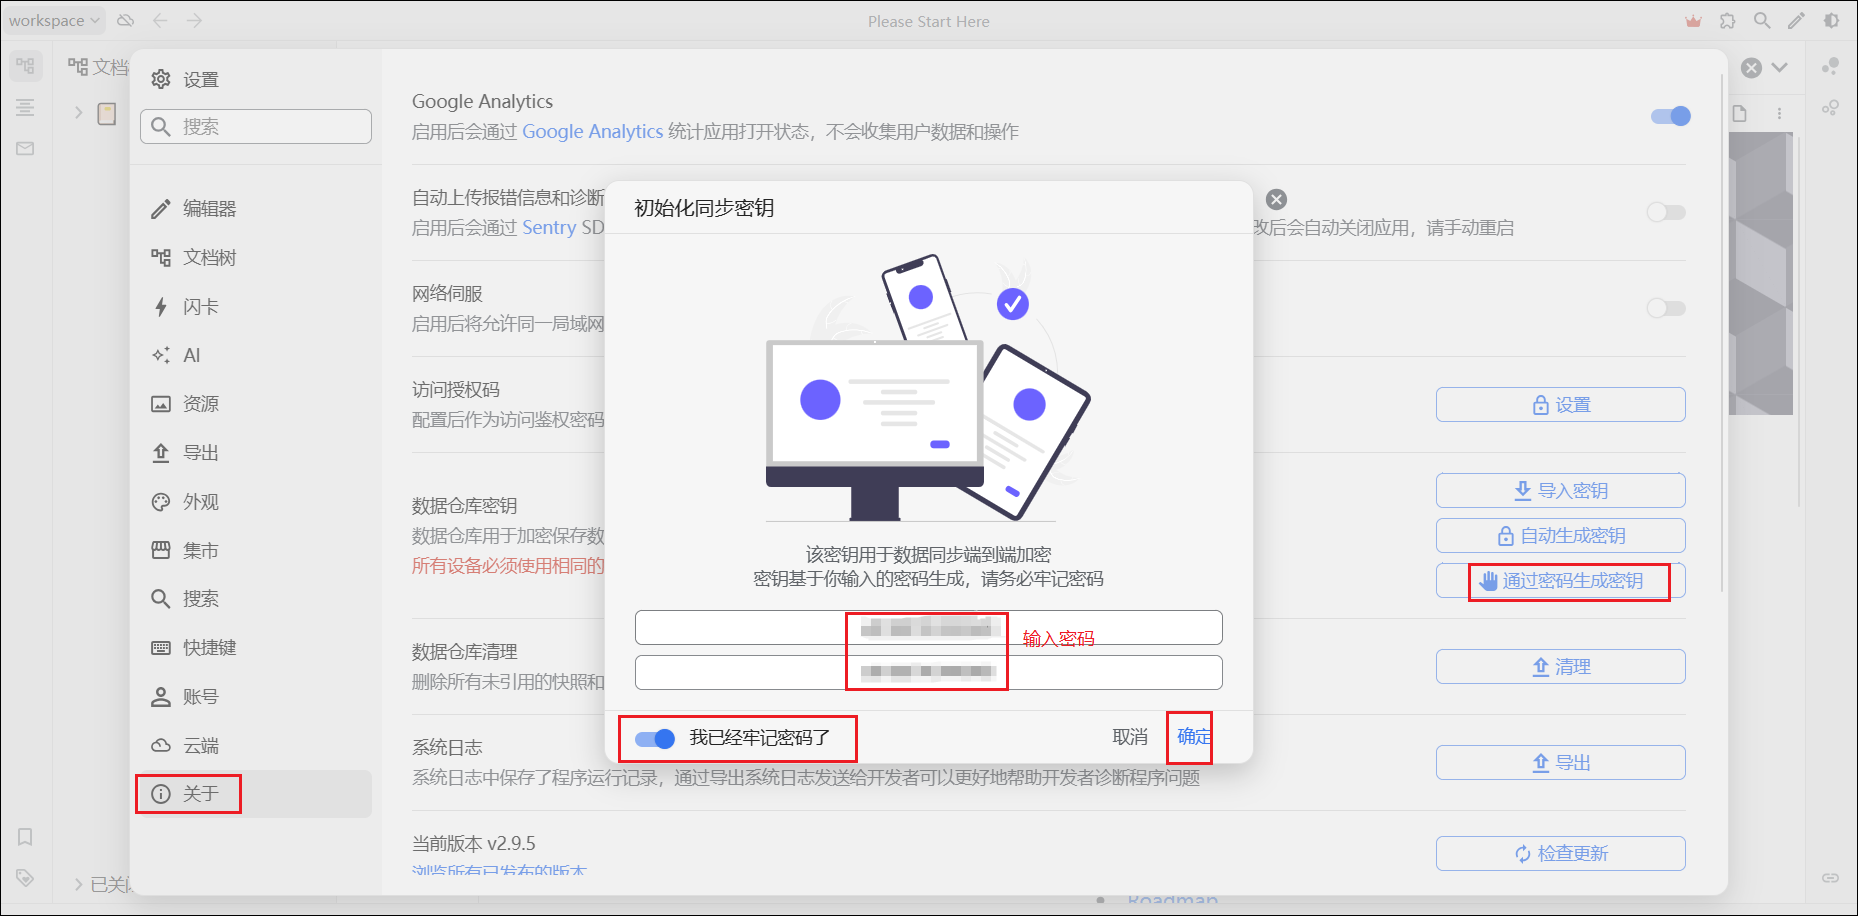 workspace
Please Start Here
文档
设置
搜索
编辑器
文档树
闪卡
AI
资源
导出
外观
集市
搜索
快捷键
账号
云端
关于
已关
Google Analytics
启用后会通过 Google Analytics 统计应用打开状态，不会收集用户数据和操作
自动上传报错信息和诊断
启用后会通过 Sentry SD
改后会自动关闭应用，请手动重启
网络伺服
启用后将允许同一局域网
访问授权码
配置后作为访问鉴权密码
设置
数据仓库密钥
数据仓库用于加密保存数
所有设备必须使用相同的
导入密钥
自动生成密钥
通过密码生成密钥
数据仓库清理
删除所有未引用的快照和
清理
系统日志
系统日志中保存了程序运行记录，通过导出系统日志发送给开发者可以更好地帮助开发者诊断程序问题
导出
当前版本 v2.9.5
浏览所有已发布的版本
检查更新
初始化同步密钥
该密钥用于数据同步端到端加密
密钥基于你输入的密码生成，请务必牢记密码
输入密码
我已经牢记密码了
取消
确定
Roadmap